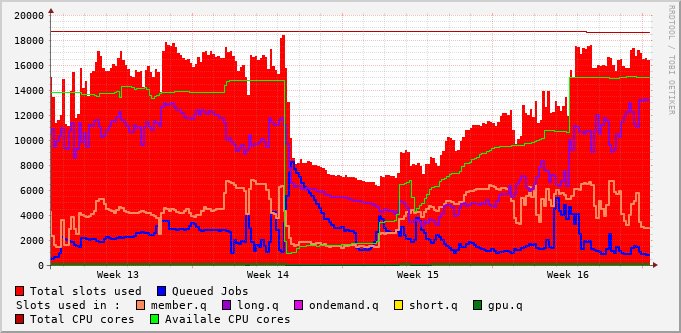 RRDTOOL / TOBI OETIKER
20000
18000
16000
14000
12000
10000
8000
6000
4000
2000
0
Week 13 Week 14 Week 15 Week 16
Total slots used Queued Jobs
Slots used in : member.q long.q ondemand.q short.q gpu.q
Total CPU cores Availale CPU cores